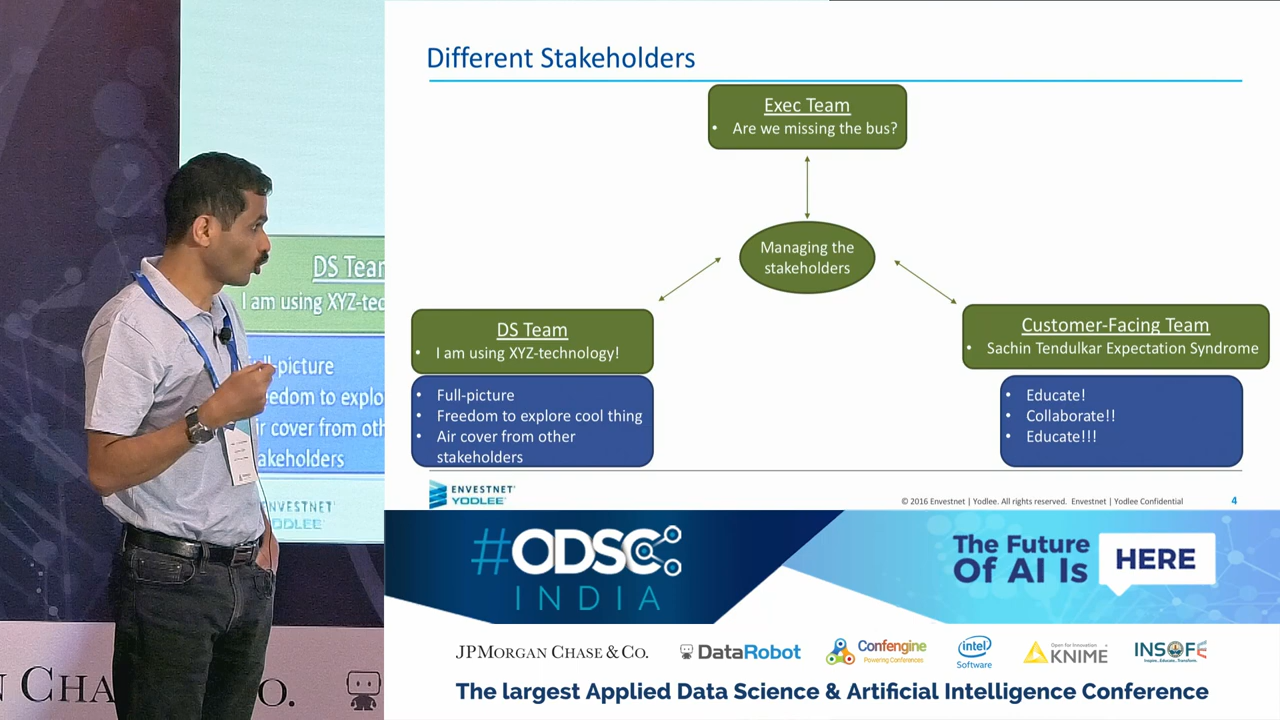 Different Stakeholders
Exec Team
• Are we missing the bus?
Managing the
stakeholders
DS Team
• I am using XYZ-technology!
• Full-picture
• Freedom to explore cool thing
• Air cover from other
stakeholders
Customer-Facing Team
• Sachin Tendulkar Expectation Syndrome
• Educate!
• Collaborate!!
• Educate!!!
ENVESTNET
YODLEE
© 2016 Envestnet | Yodlee. All rights reserved. Envestnet | Yodlee Confidential
4
#ODSC
INDIA
The Future
Of AI Is
HERE
JPMORGAN CHASE & CO.
DataRobot
Confengine
Powering Conferences
intel
Software
Open for Innovation
KNIME
INSOFE
Inspire...Educate...Transform.
The largest Applied Data Science & Artificial Intelligence Conference
DS Tea
I am using XYZ-tec
ll-picture
edom to explo
ir cover from oth
akeholders
NVESTNET
ODLEE
N CHA
O.